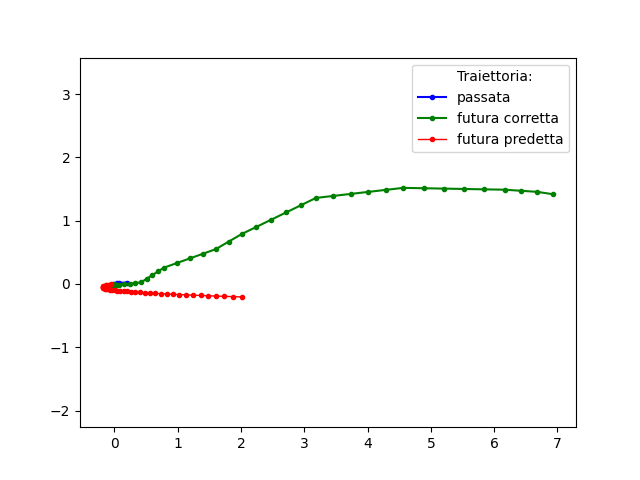 Traiettoria:
passata
futura corretta
futura predetta
3
2
1
0
−1
−2
0 1 2 3 4 5 6 7